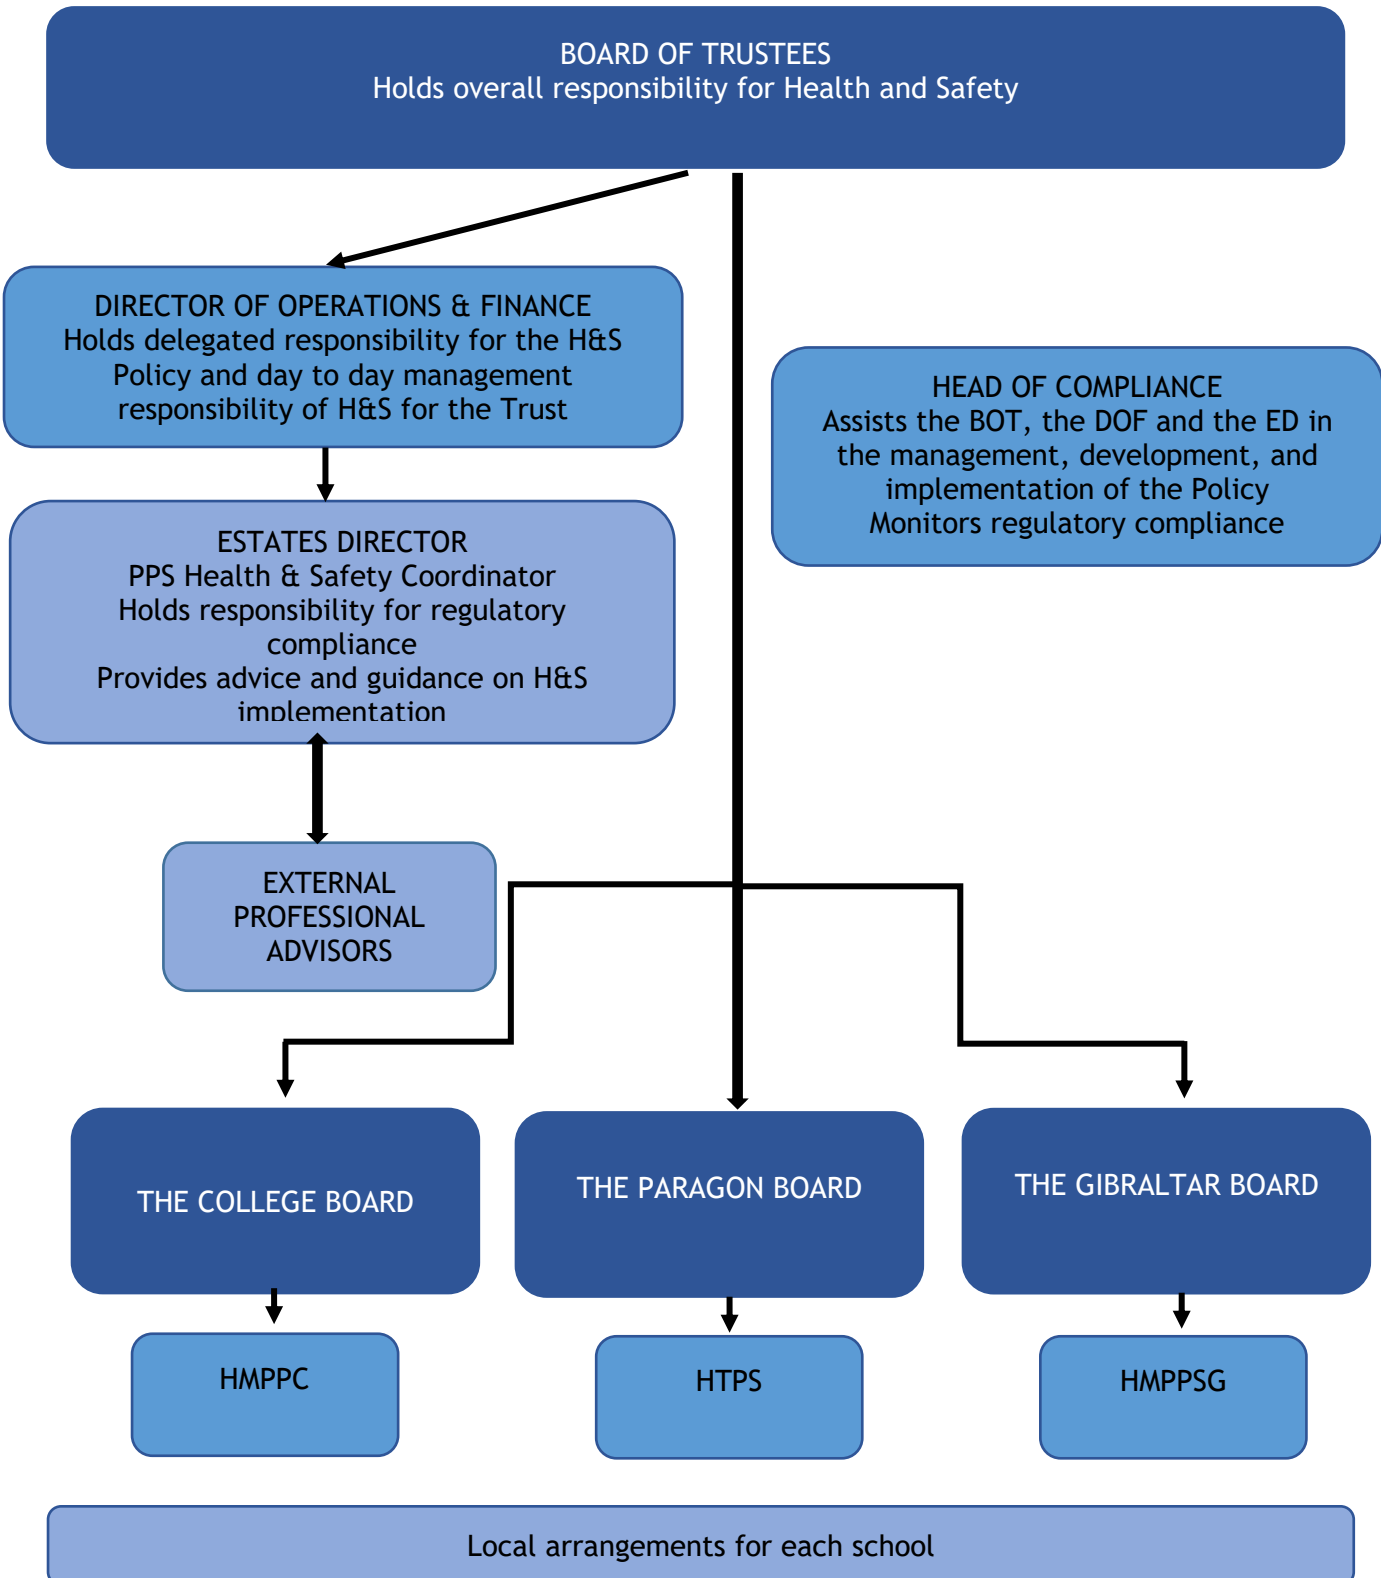 BOARD OF TRUSTEES
Holds overall responsibility for Health and Safety
DIRECTOR OF OPERATIONS & FINANCE
Holds delegated responsibility for the H&S
Policy and day to day management
responsibility of H&S for the Trust
HEAD OF COMPLIANCE
Assists the BOT, the DOF and the ED in
the management, development, and
implementation of the Policy
Monitors regulatory compliance
ESTATES DIRECTOR
PPS Health & Safety Coordinator
Holds responsibility for regulatory
compliance
Provides advice and guidance on H&S
implementation
EXTERNAL
PROFESSIONAL
ADVISORS
THE COLLEGE BOARD
THE PARAGON BOARD
THE GIBRALTAR BOARD
HMPPC
HTPS
HMPPSG
Local arrangements for each school